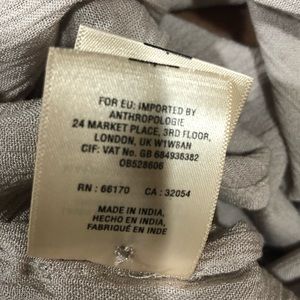 FOR EU: IMPORTED BY
ANTHROPOLOGIE
24 MARKET PLACE, 3RD FLOOR,
LONDON, UK W1W8AN
CIF: VAT No. GB 684936382
OB528606
RN : 66170 CA : 32054
MADE IN INDIA,
HECHO EN INDIA,
FABRIQUÉ EN INDE